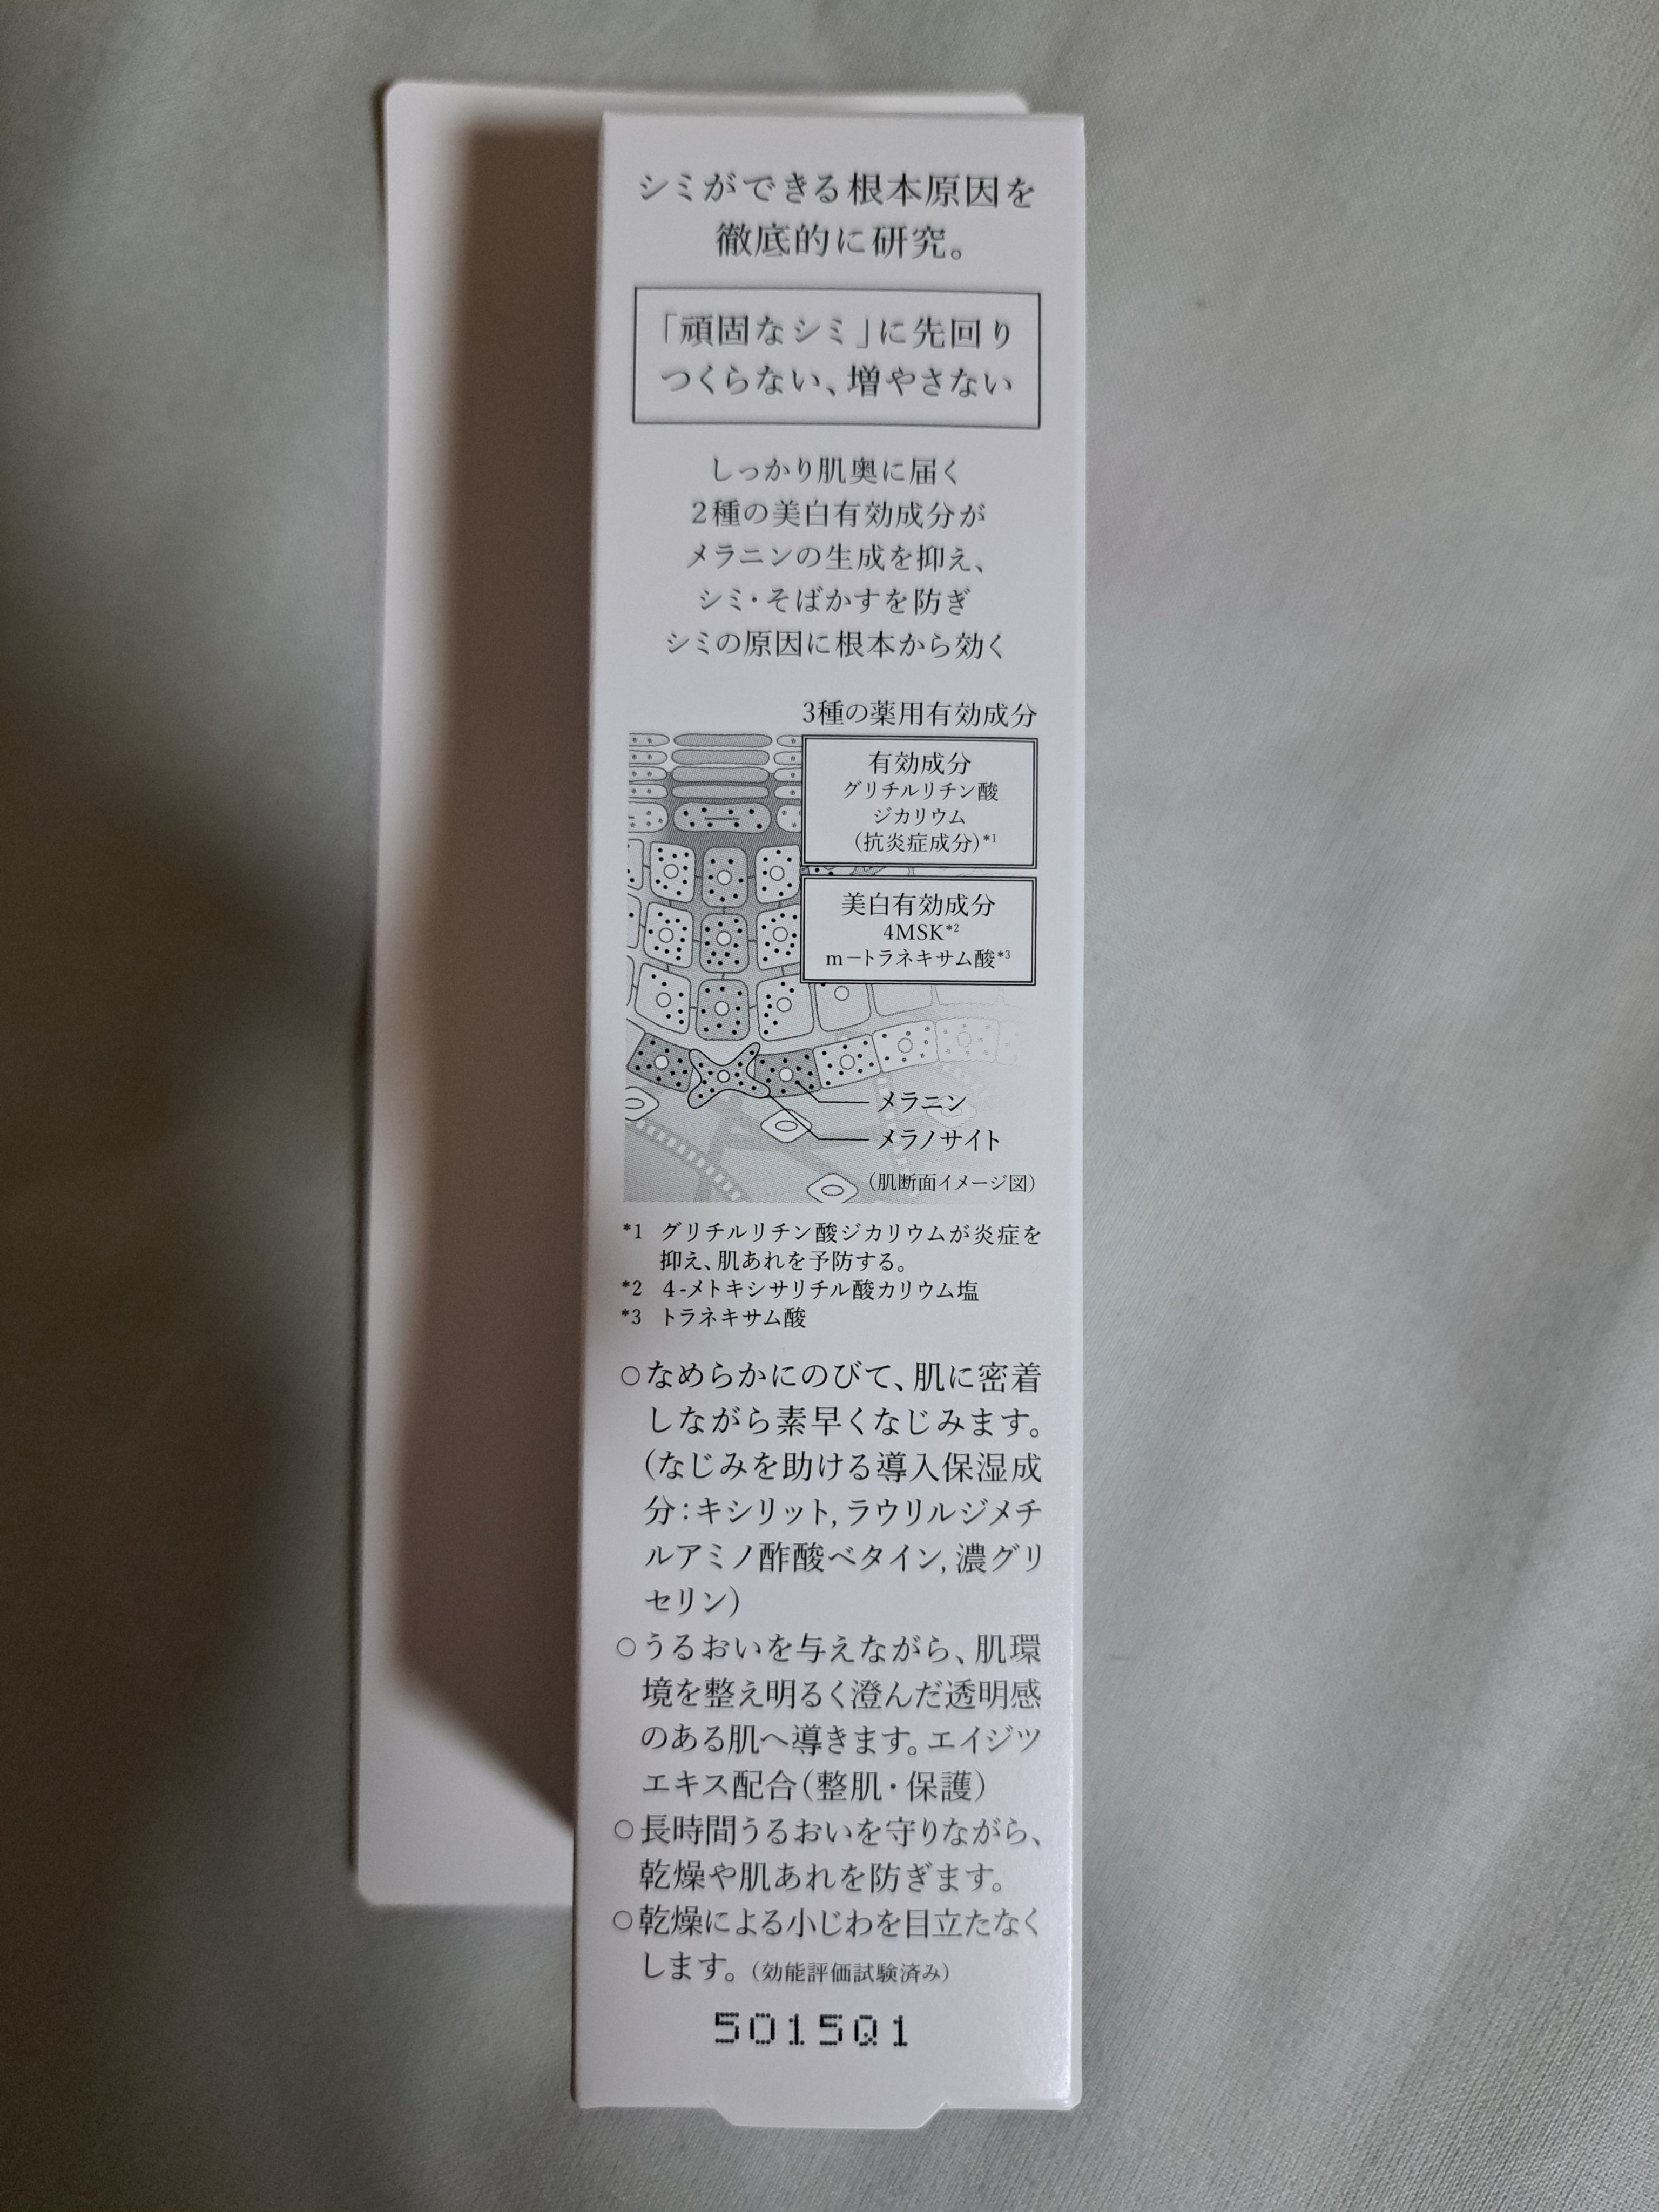 シミができる根本原因を
徹底的に研究。
「頑固なシミ」に先回り
つくらない、増やさない
しっかり肌奥に届く
2種の美白有効成分が
メラニンの生成を抑え、
シミ・そばかすを防ぎ
シミの原因に根本から効く
3種の薬用有効成分
有効成分
グリチルリチン酸
ジカリウム
(抗炎症成分)*1
美白有効成分
4MSK*2
m−トラネキサム酸*3
メラニン
メラノサイト
(肌断面イメージ図)
*1 グリチルリチン酸ジカリウムが炎症を
抑え、肌あれを予防する。
*2 4-メトキシサリチル酸カリウム塩
*3 トラネキサム酸
○なめらかにのびて、肌に密着
しながら素早くなじみます。
(なじみを助ける導入保湿成
分:キシリット,ラウリルジメチ
ルアミノ酢酸ベタイン,濃グリ
セリン)
○うるおいを与えながら、肌環
境を整え明るく澄んだ透明感
のある肌へ導きます。エイジツ
エキス配合(整肌・保護)
○長時間うるおいを守りながら、
乾燥や肌あれを防ぎます。
○乾燥による小じわを目立たなく
します。(効能評価試験済み)
5015Q1